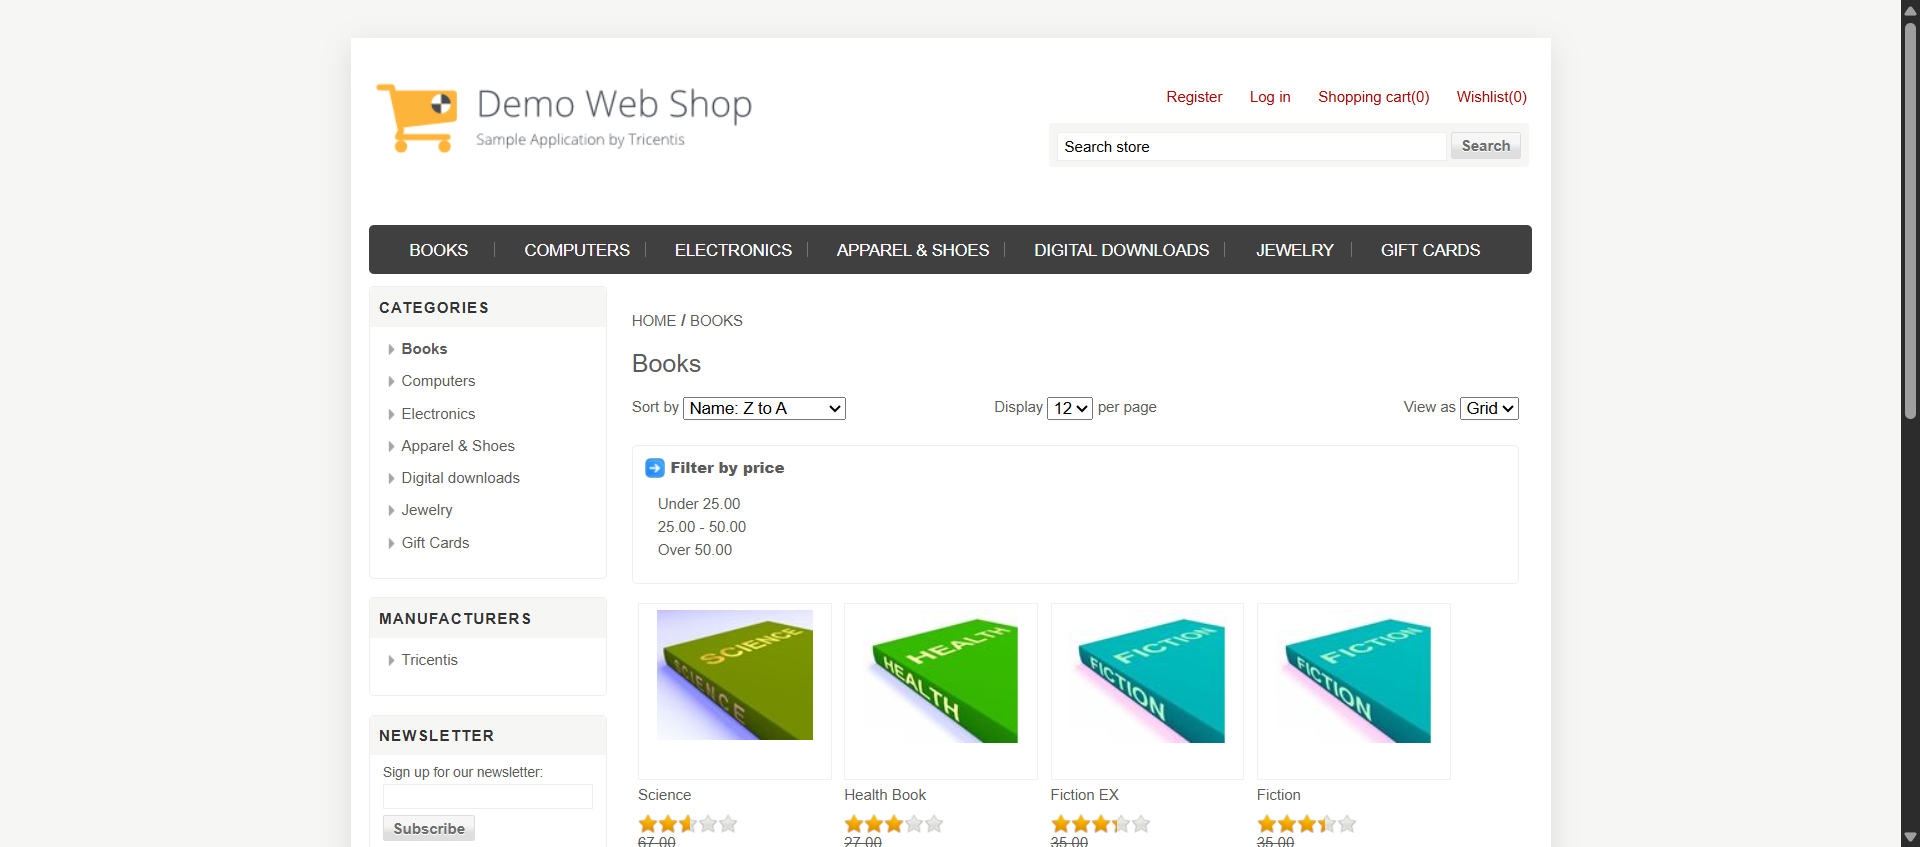 Demo Web Shop
Sample Application by Tricentis
Register Log in Shopping cart(0) Wishlist(0)
Search store Search
BOOKS COMPUTERS ELECTRONICS APPAREL & SHOES DIGITAL DOWNLOADS JEWELRY GIFT CARDS
CATEGORIES
Books
Computers
Electronics
Apparel & Shoes
Digital downloads
Jewelry
Gift Cards
MANUFACTURERS
Tricentis
NEWSLETTER
Sign up for our newsletter:
Subscribe
HOME / BOOKS
Books
Sort by Name: Z to A Display 12 per page View as Grid
Filter by price
Under 25.00
25.00 - 50.00
Over 50.00
SCIENCE
SCIENCE
HEALTH
HEALTH
FICTION
FICTION
FICTION
FICTION
Science Health Book Fiction EX Fiction
67.00 27.00 35.00 35.00